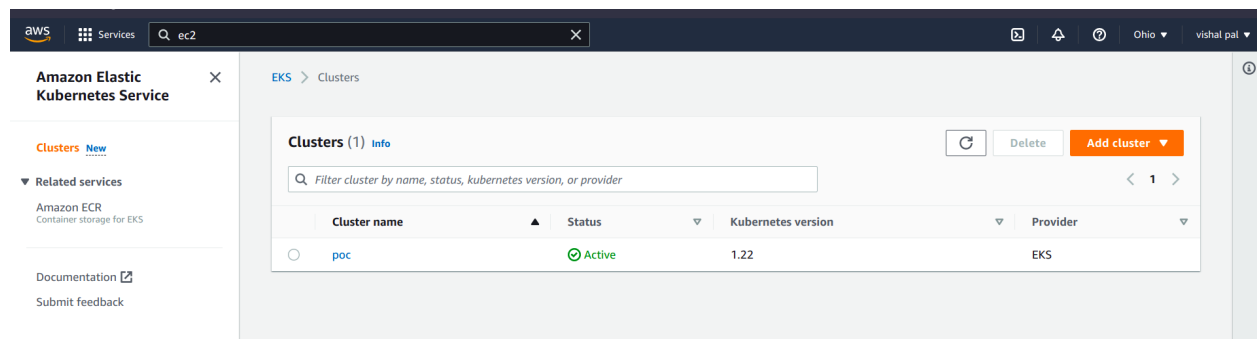 aws Services ec2 Ohio vishal pal
Amazon Elastic
Kubernetes Service
Clusters New
Related services
Amazon ECR
Container storage for EKS
Documentation
Submit feedback
EKS > Clusters
Clusters (1) Info
Delete
Add cluster
Filter cluster by name, status, kubernetes version, or provider
1
Cluster name Status Kubernetes version Provider
poc Active 1.22 EKS